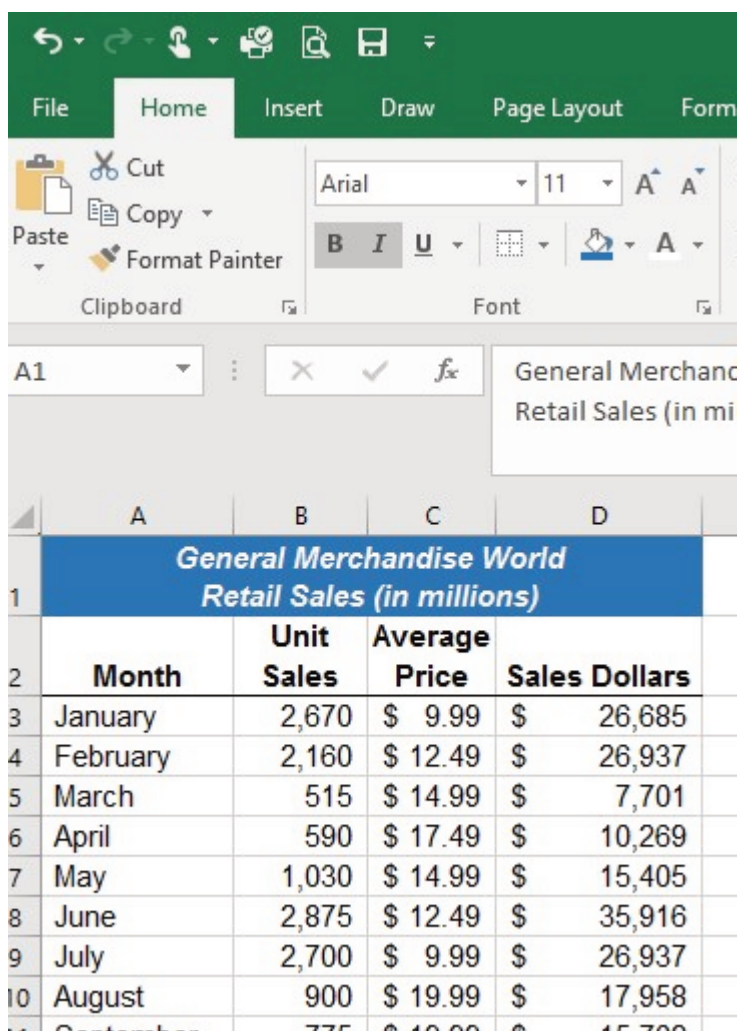 File Home Insert Draw Page Layout Form
Cut
Arial 11 A A
Copy
Paste
B I U A
Format Painter
Clipboard Font
A1 fx General Merchand
Retail Sales (in mi
A B C D
General Merchandise World
1 Retail Sales (in millions)
Unit Average
2 Month Sales Price Sales Dollars
3 January 2,670 $ 9.99 $ 26,685
4 February 2,160 $ 12.49 $ 26,937
5 March 515 $ 14.99 $ 7,701
6 April 590 $ 17.49 $ 10,269
7 May 1,030 $ 14.99 $ 15,405
8 June 2,875 $ 12.49 $ 35,916
9 July 2,700 $ 9.99 $ 26,937
10 August 900 $ 19.99 $ 17,958